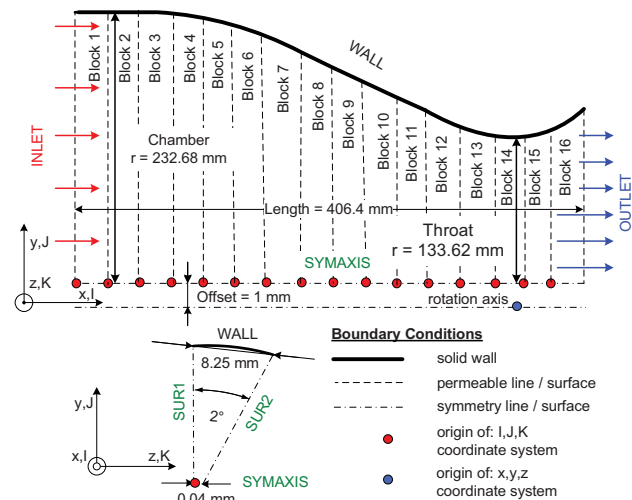 Block 1
Block 2
Block 3
Block 4
Block 5
Block 6
Block 7
Block 8
Block 9
Block 10
Block 11
Block 12
Block 13
Block 14
Block 15
Block 16
WALL
INLET
OUTLET
Chamber
r = 232.68 mm
Length = 406.4 mm
Throat
r = 133.62 mm
y,J
z,K
x,I
SYMAXIS
Offset = 1 mm
rotation axis
WALL
8.25 mm
SUR1
SUR2
2°
y,J
x,I
z,K
SYMAXIS
0.04 mm
Boundary Conditions
solid wall
permeable line / surface
symmetry line / surface
origin of: I,J,K
coordinate system
origin of: x,y,z
coordinate system